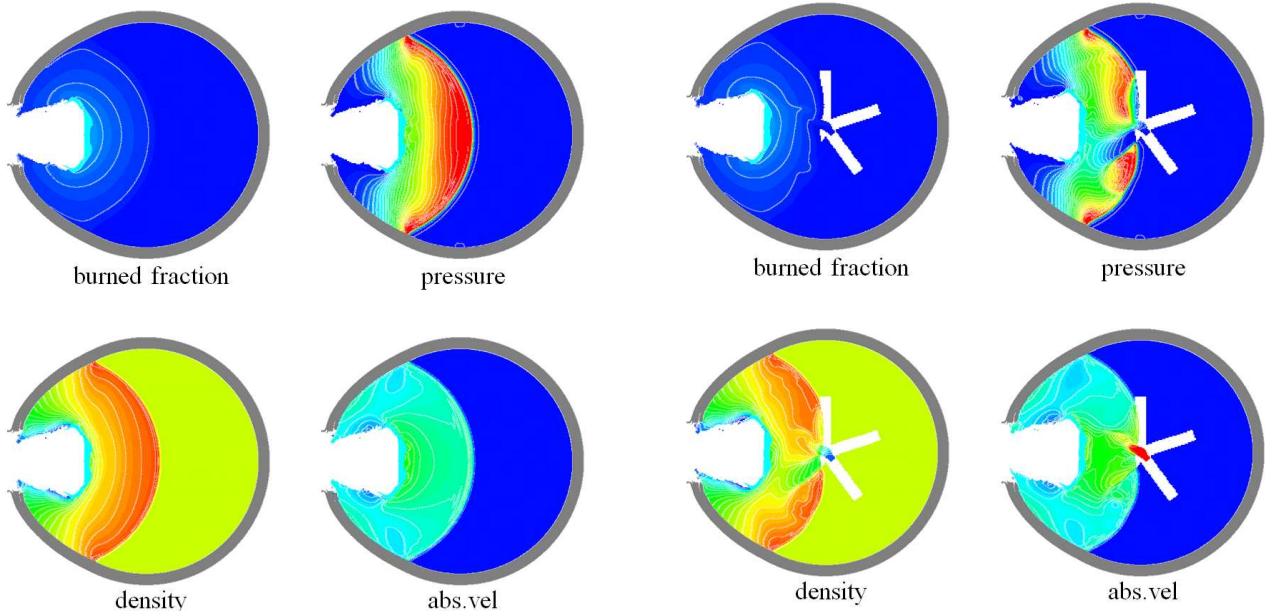 burned fraction
pressure
burned fraction
pressure
density
abs.vel
density
abs.vel